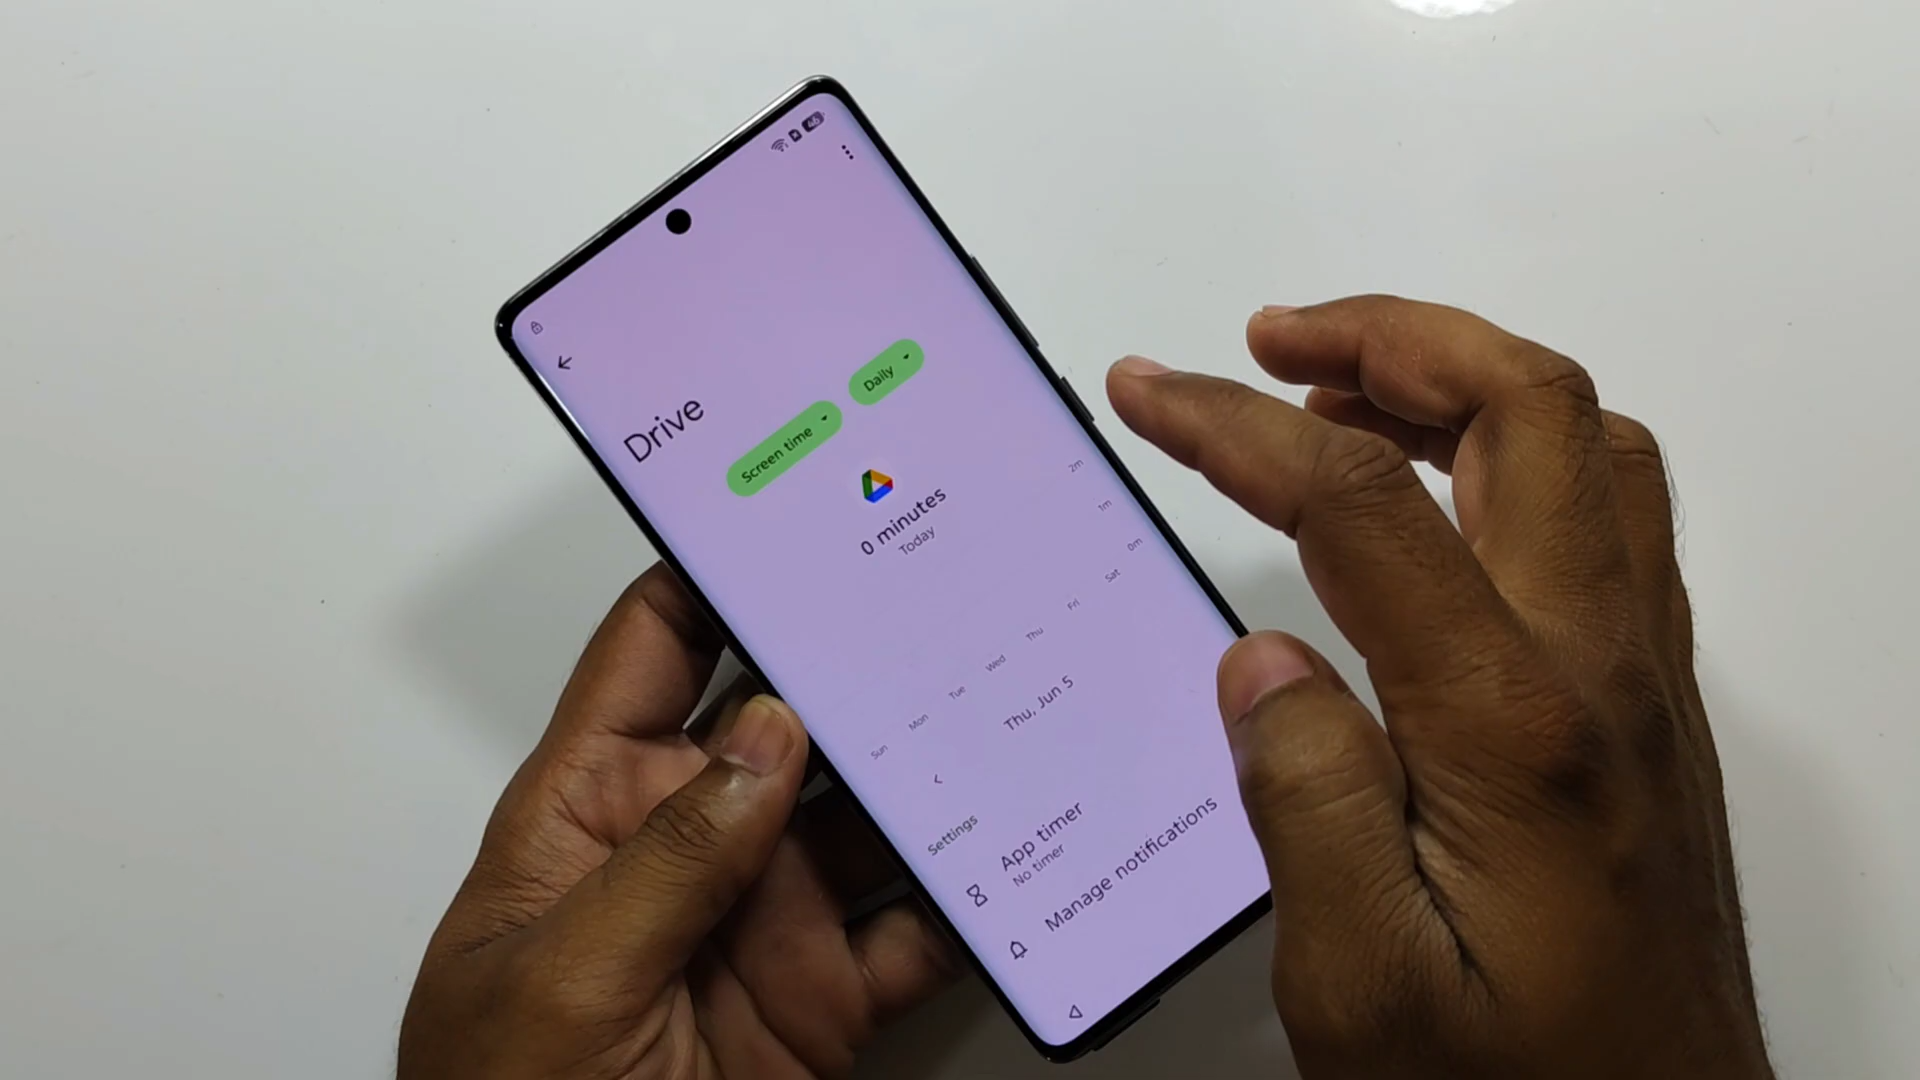 46
Drive
Screen time
Daily
0 minutes
Today
2m
1m
0m
Sun Mon Tue Wed Thu Fri Sat
Thu, Jun 5
Settings
App timer
No timer
Manage notifications